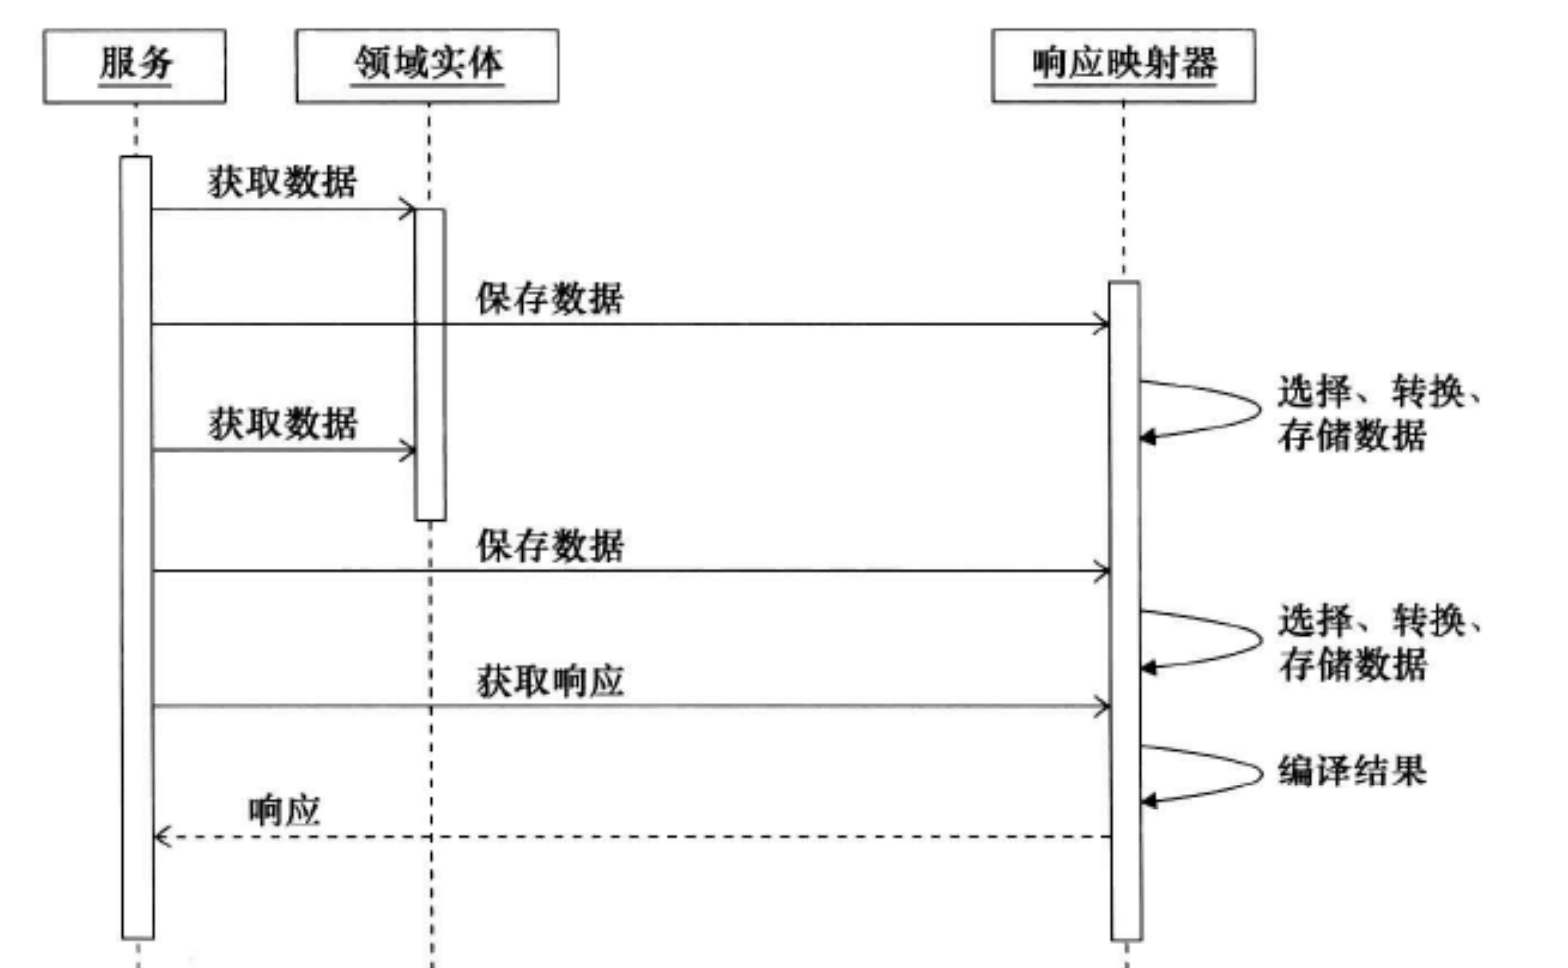 服务
领域实体
响应映射器
获取数据
保存数据
选择、转换、
存储数据
获取数据
保存数据
选择、转换、
存储数据
获取响应
编译结果
响应